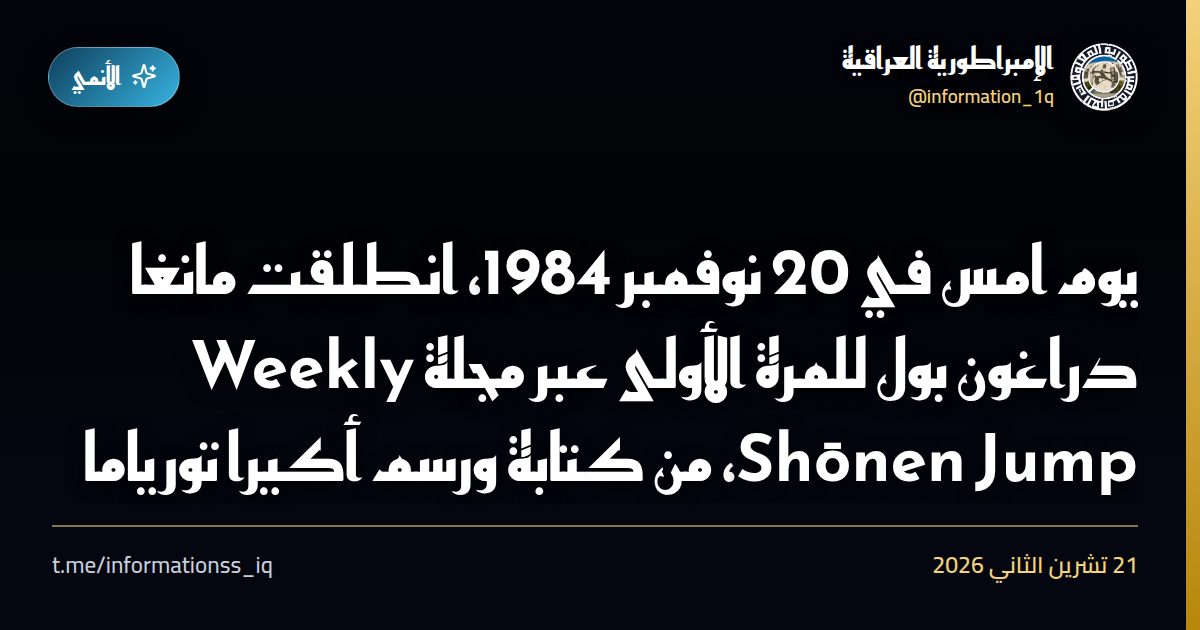 الإمبراطورية العراقية
@information_1q
الأنمي
يوم امس في 20 نوفمبر 1984، انطلقت مانغا
دراغون بول للمرة الأولى عبر مجلة Weekly
Shōnen Jump، من كتابة ورسم أكيرا تورياما
21 تشرين الثاني 2026
t.me/informationss_iq